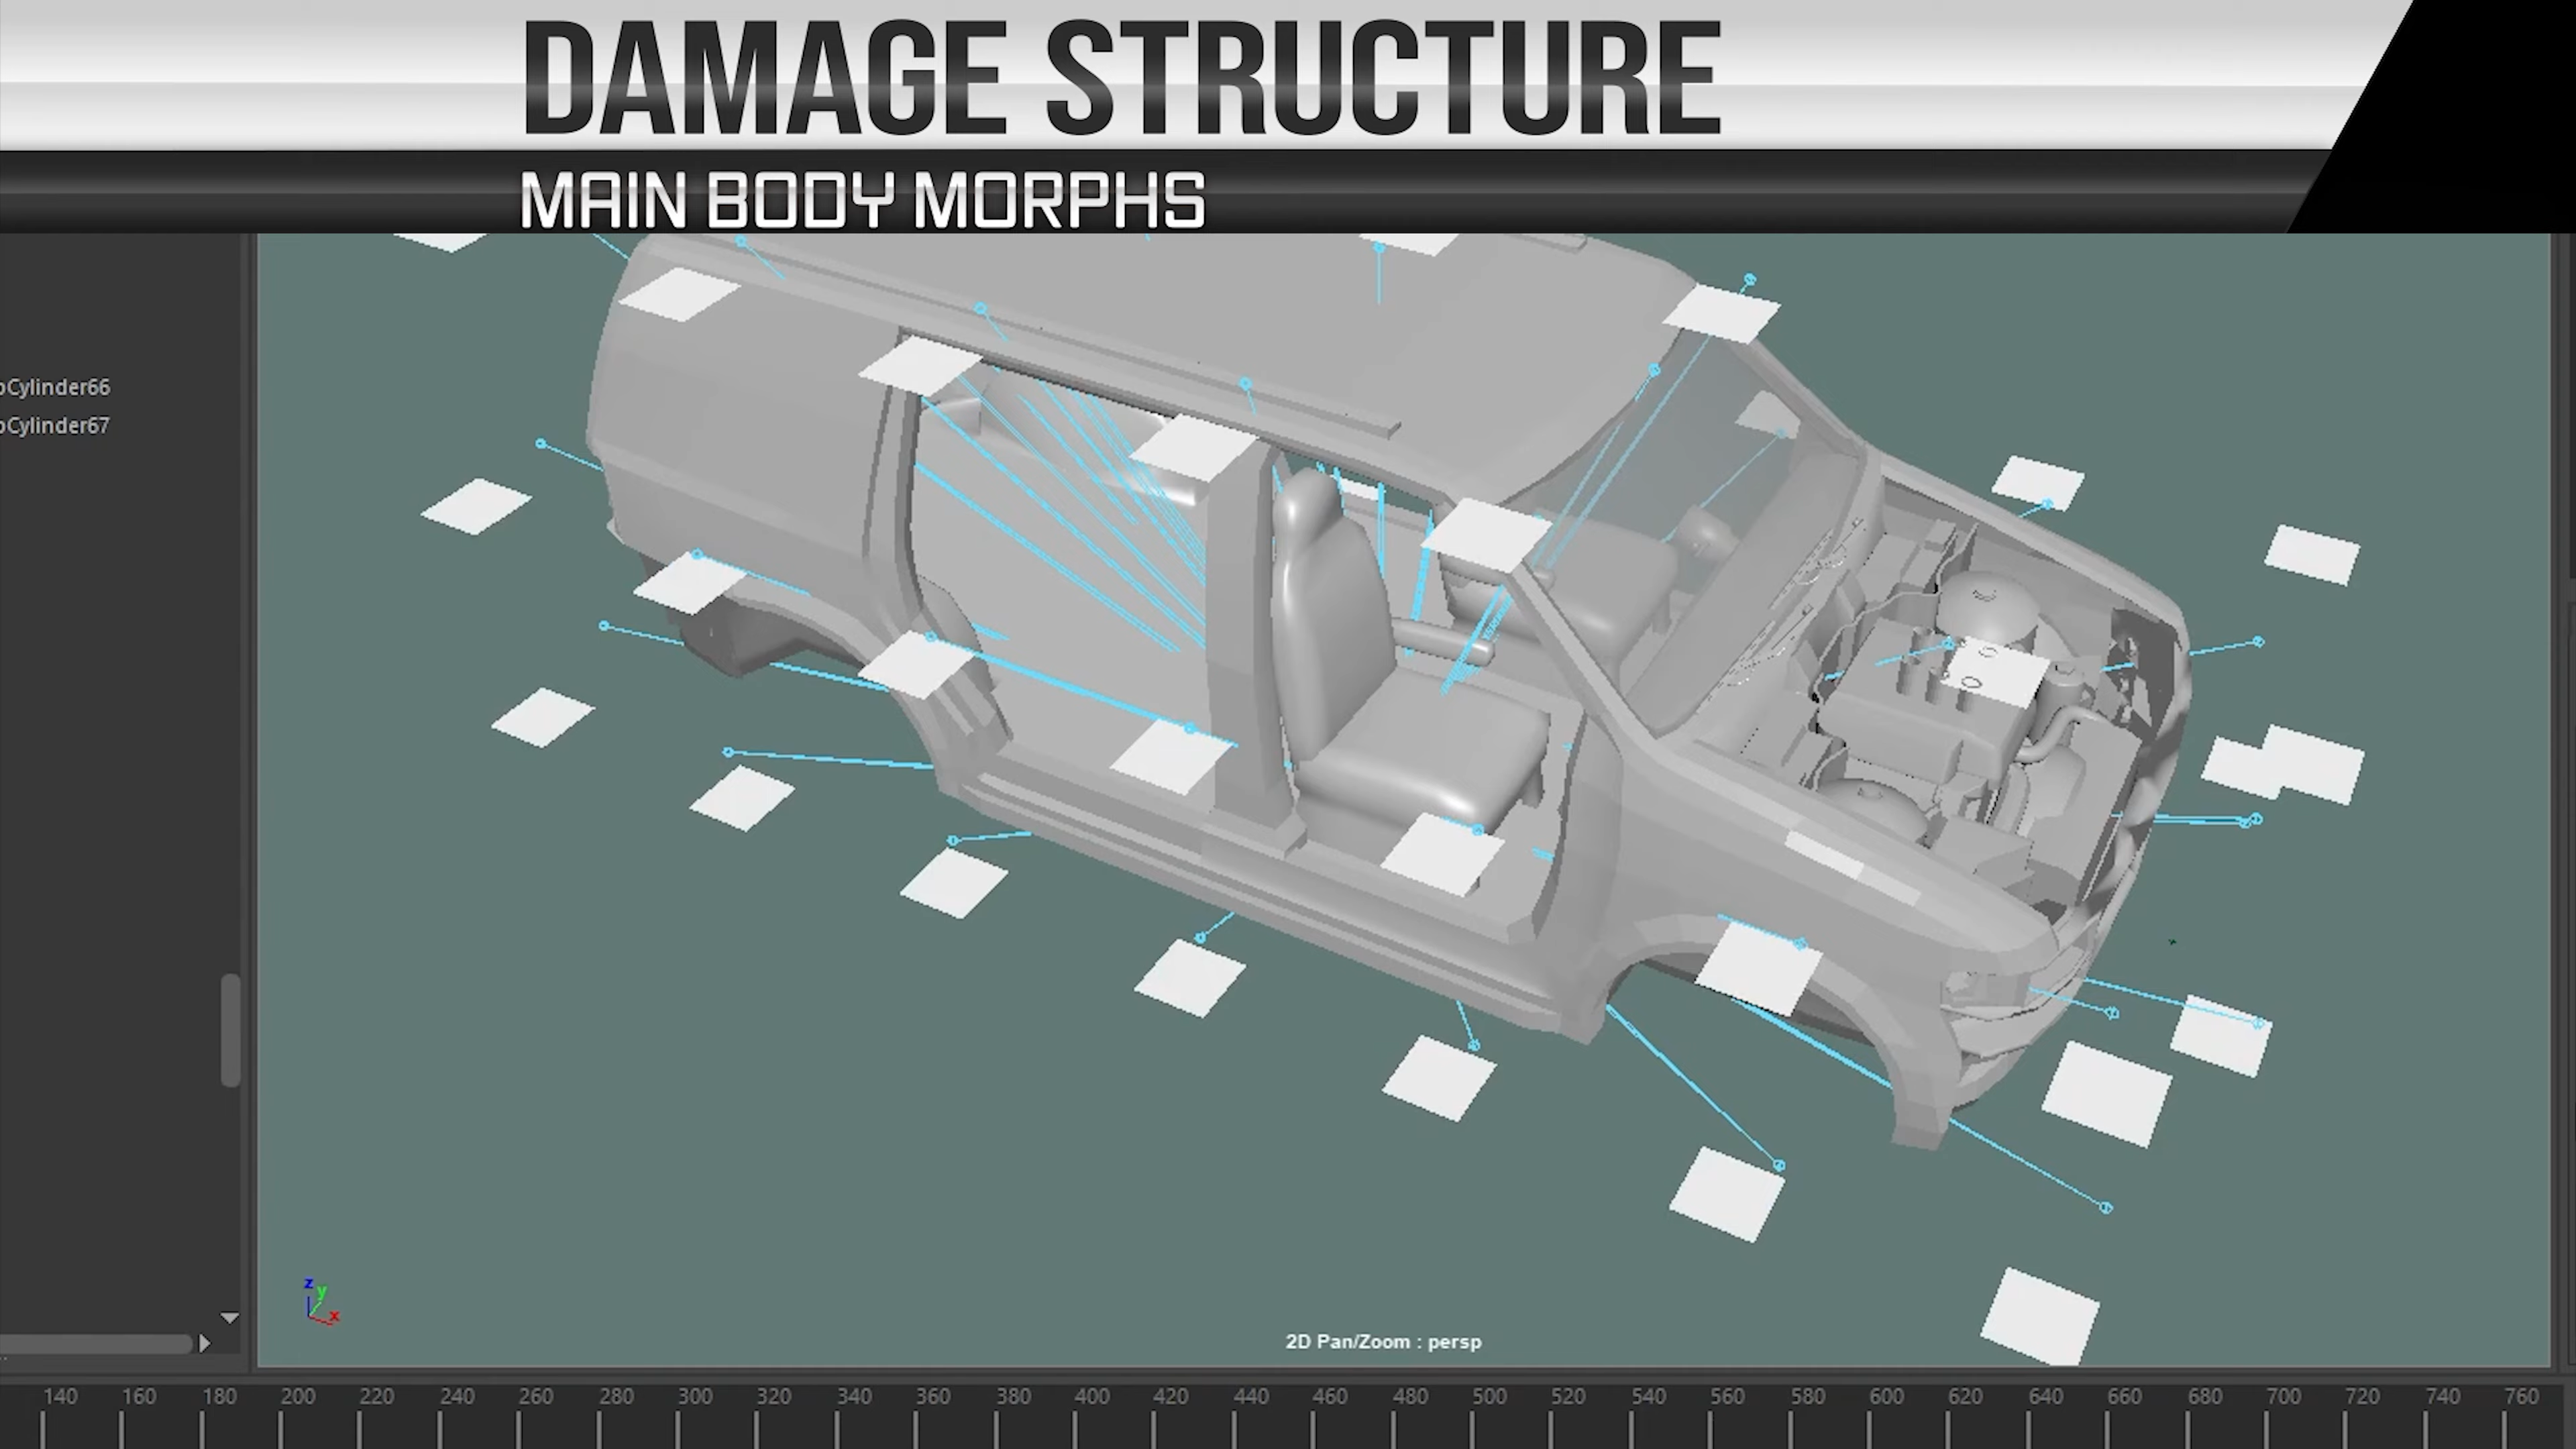 DAMAGE STRUCTURE
MAIN BODY MORPHS
pCylinder66
pCylinder67
z
y
x
2D Pan/Zoom : persp
140 160 180 200 220 240 260 280 300 320 340 360 380 400 420 440 460 480 500 520 540 560 580 600 620 640 660 680 700 720 740 760